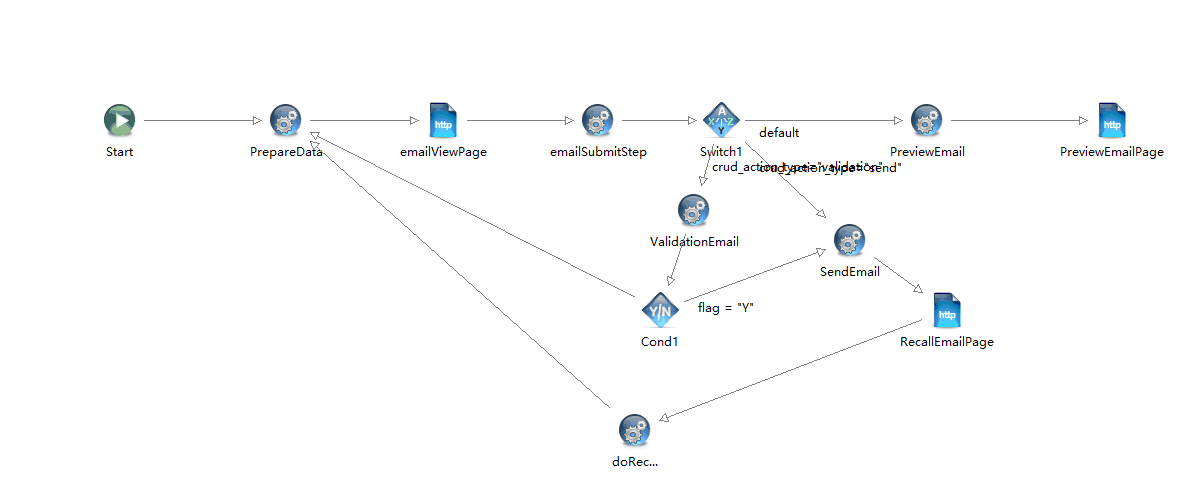 Start
PrepareData
http
emailViewPage
emailSubmitStep
A
X
Z
Y
Switch1
default
PreviewEmail
http
PreviewEmailPage
crud_action_type="validation"
crud_action_type="send"
ValidationEmail
SendEmail
Y/N
Cond1
flag = "Y"
http
RecallEmailPage
doRec...